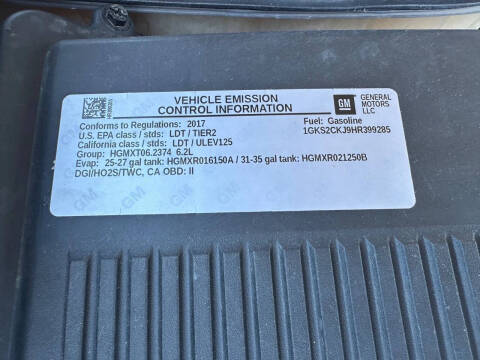 VEHICLE EMISSION
CONTROL INFORMATION
GM
GENERAL
MOTORS
LLC
Conforms to Regulations: 2017
Fuel: Gasoline
U.S. EPA class / stds: LDT / TIER2
1GKS2CKJ9HR399285
California class / stds: LDT / ULEV125
Group: HGMXT06.2374 6.2L
Evap: 25-27 gal tank: HGMXR016150A / 31-35 gal tank: HGMXR021250B
DGI/HO2S/TWC, CA OBD: II